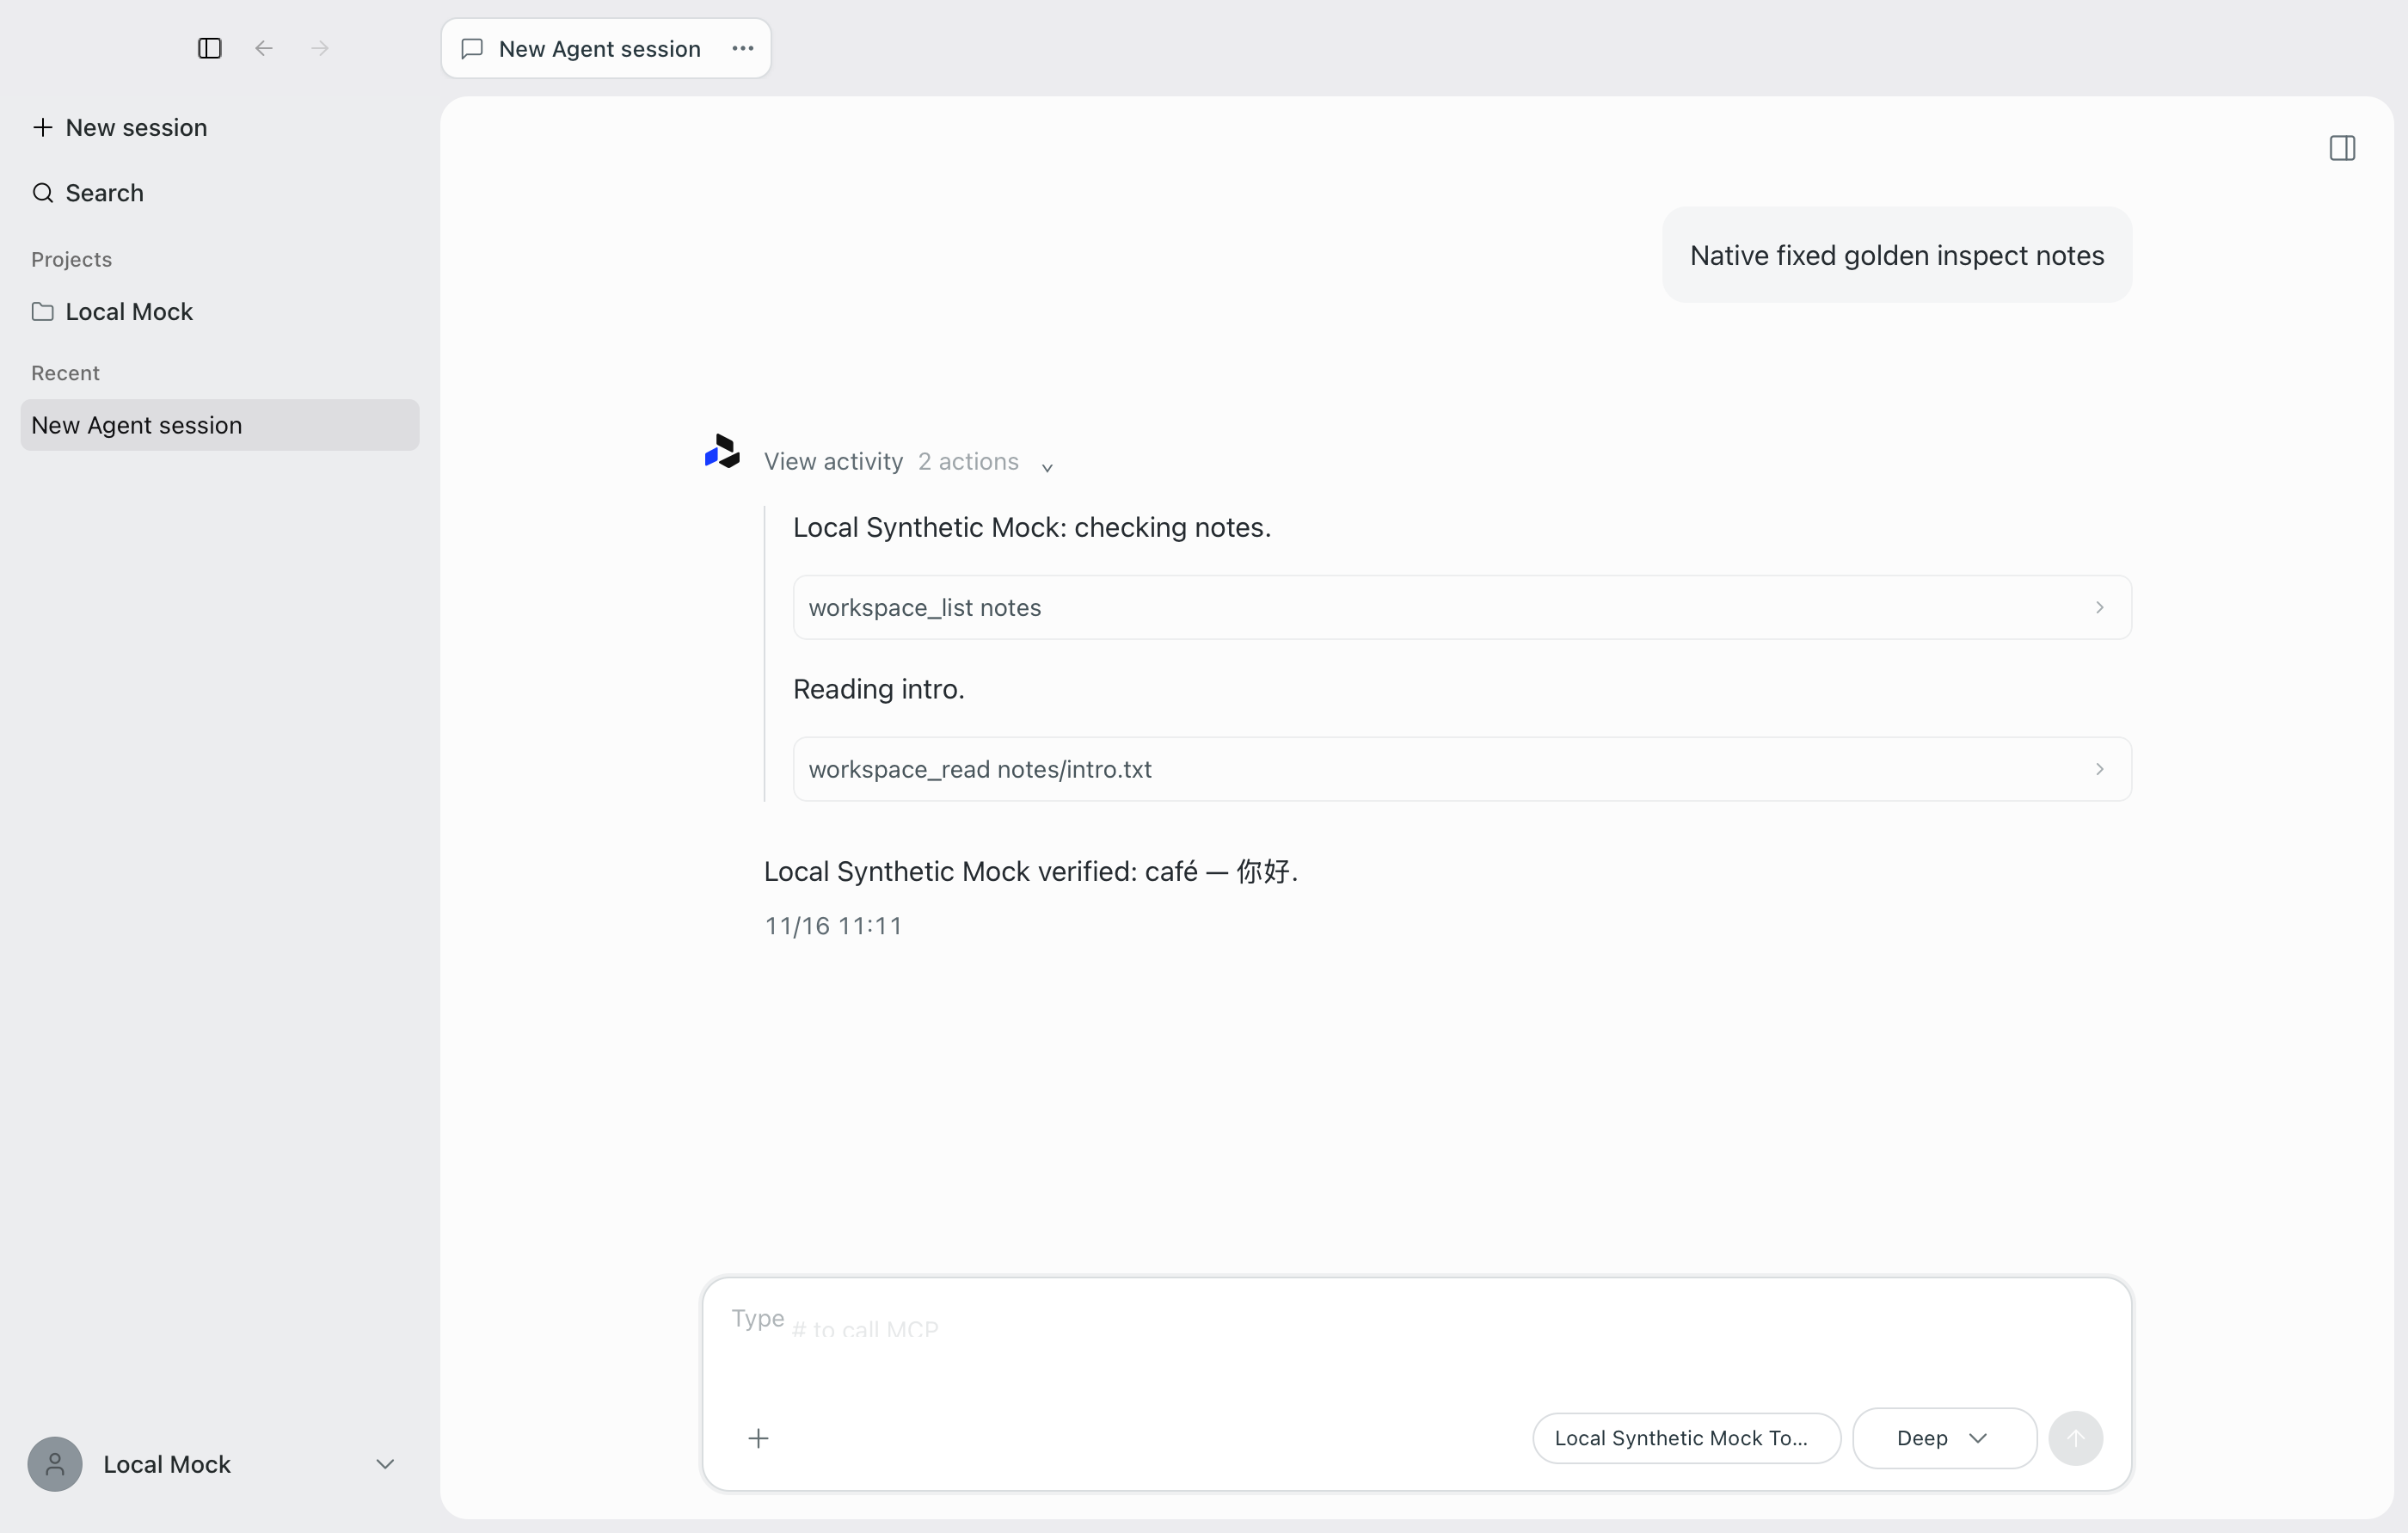 New Agent session
New session
Search
Projects
Local Mock
Recent
New Agent session
Native fixed golden inspect notes
View activity 2 actions
Local Synthetic Mock: checking notes.
workspace_list notes
Reading intro.
workspace_read notes/intro.txt
Local Synthetic Mock verified: café — 你好.
11/16 11:11
Type # to call MCP
Local Synthetic Mock To...
Deep
Local Mock